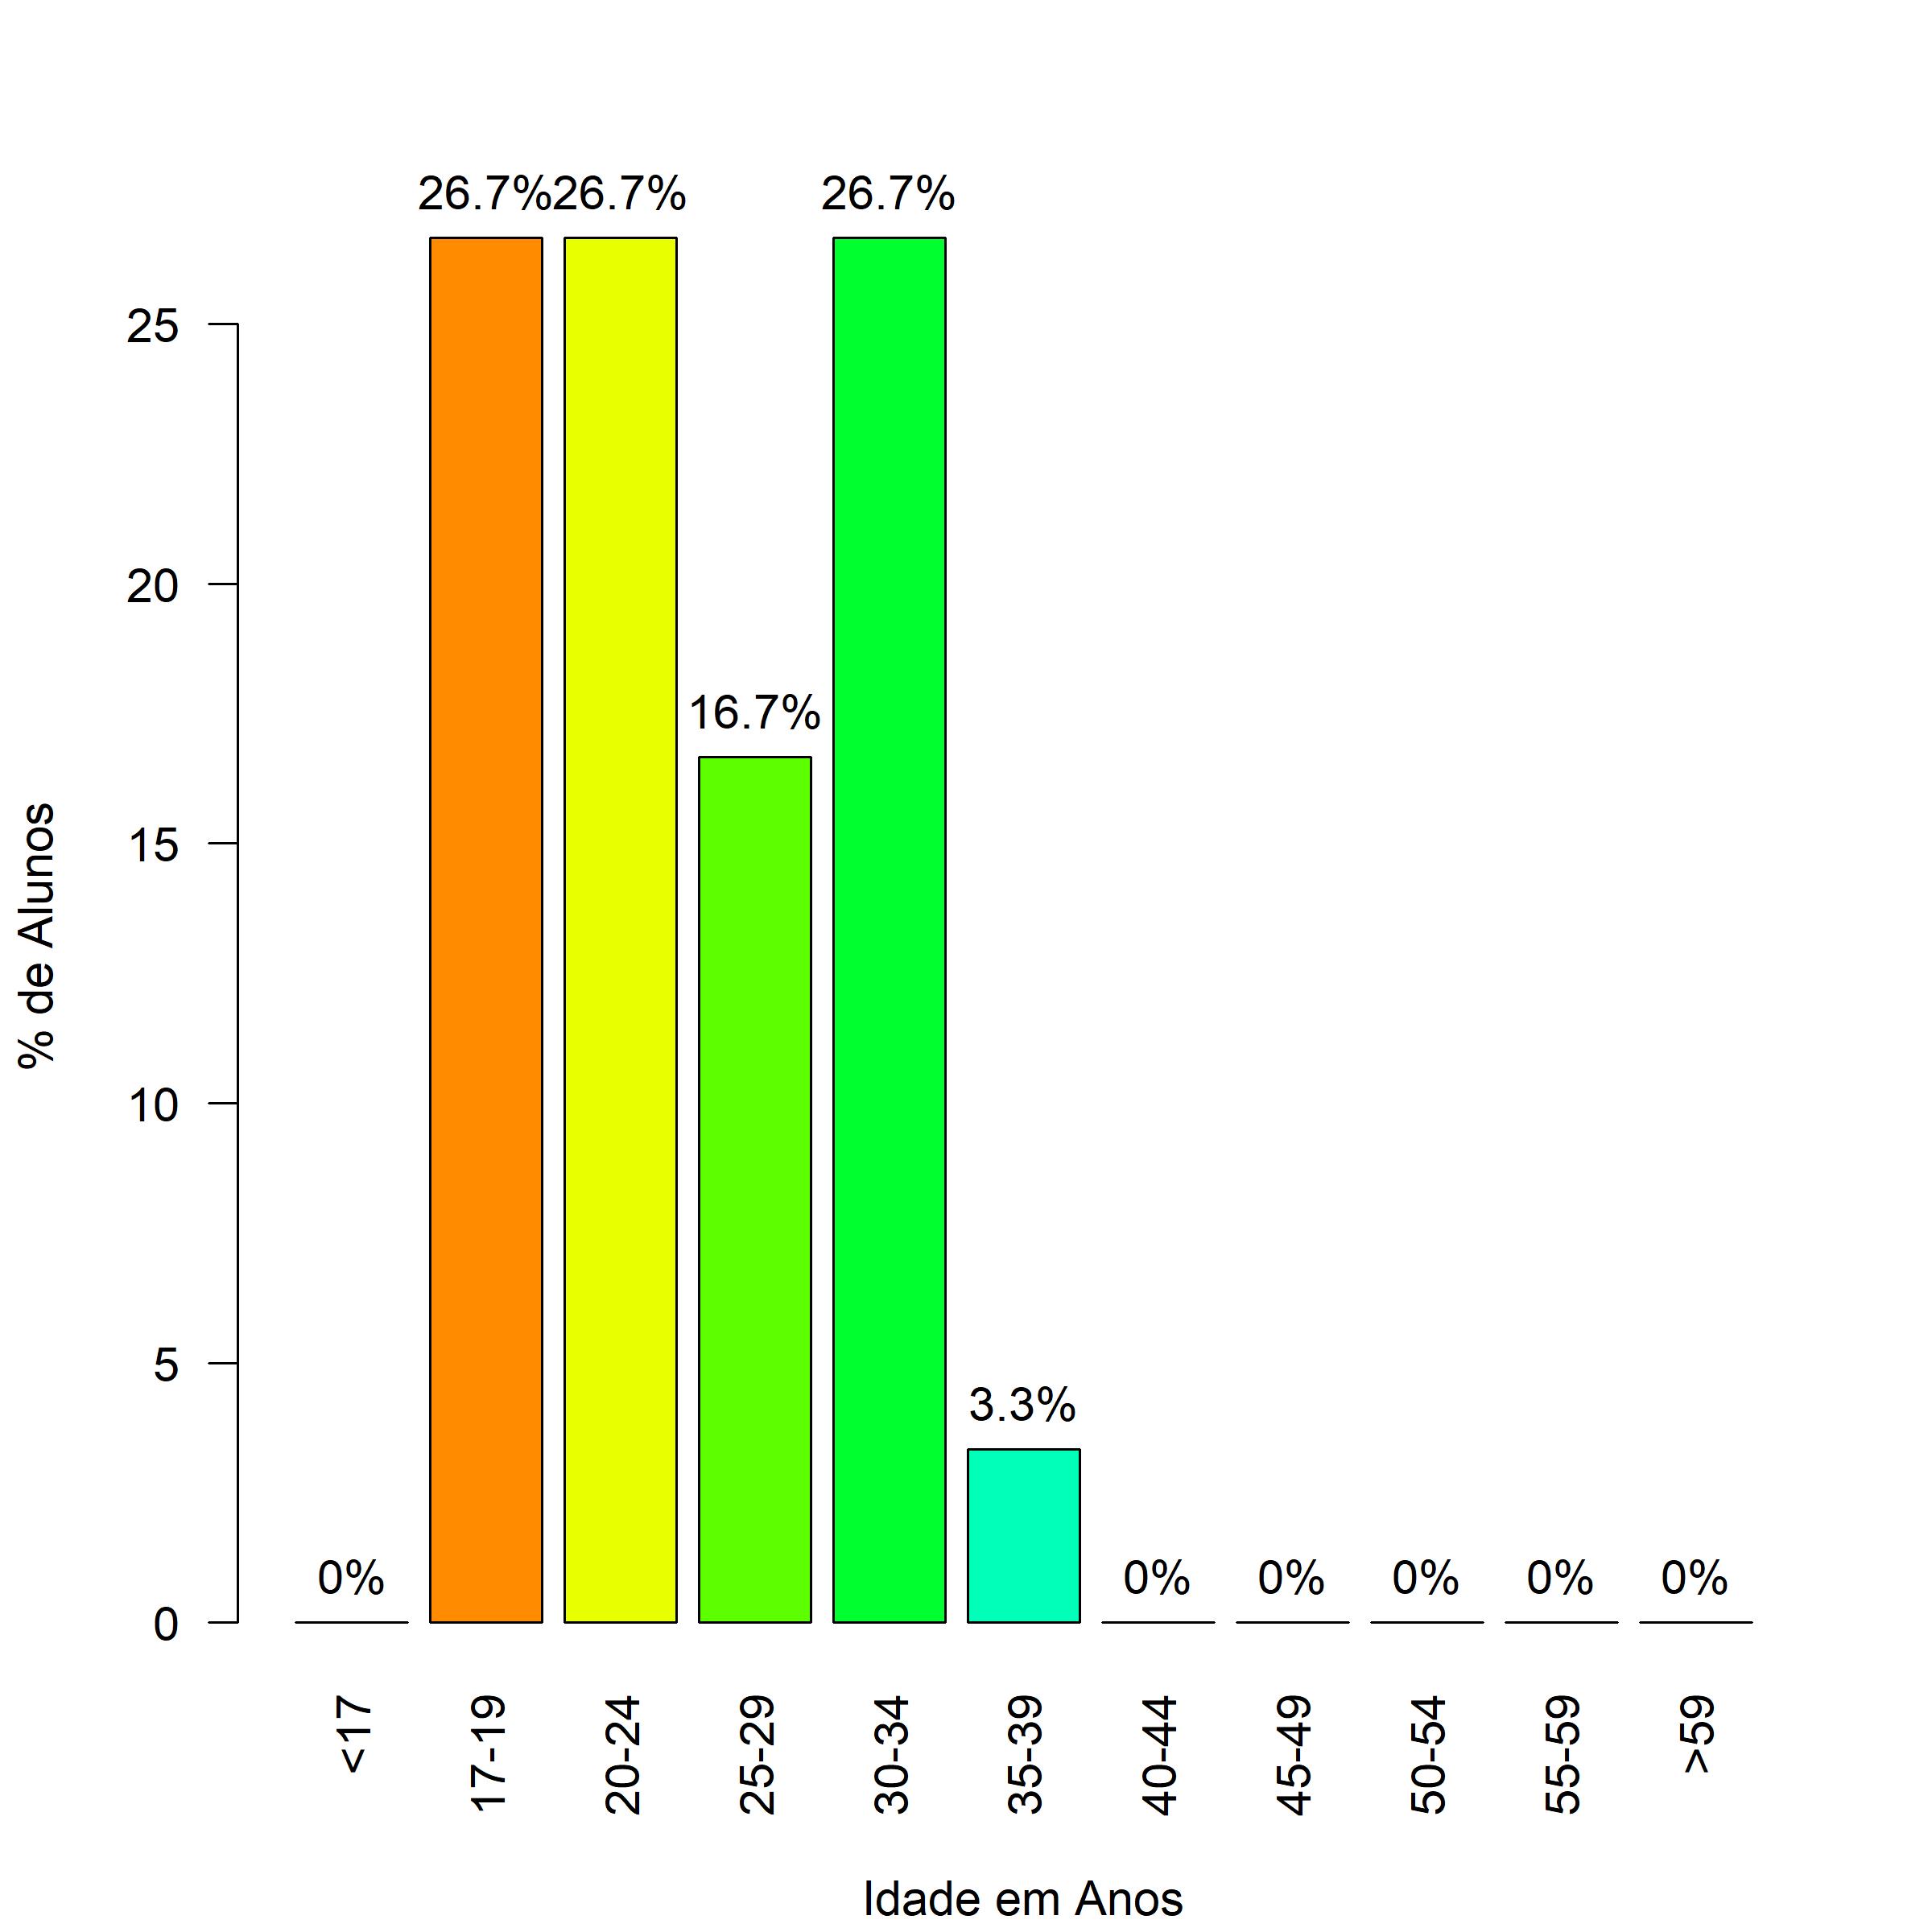 26.7% 26.7% 26.7%
25
20
16.7%
15
% de Alunos
10
5
3.3%
0% 0% 0% 0% 0% 0%
0
<17 17-19 20-24 25-29 30-34 35-39 40-44 45-49 50-54 55-59 >59
Idade em Anos